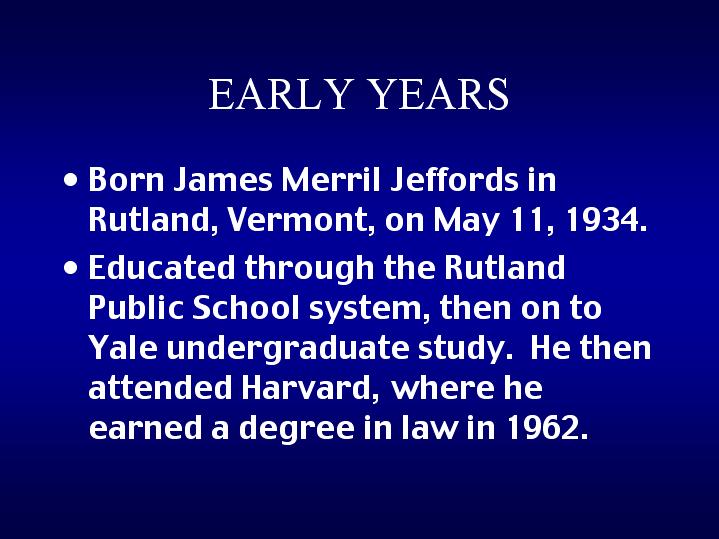 EARLY YEARS
• Born James Merril Jeffords in
Rutland, Vermont, on May 11, 1934.
• Educated through the Rutland
Public School system, then on to
Yale undergraduate study.  He then
attended Harvard, where he
earned a degree in law in 1962.